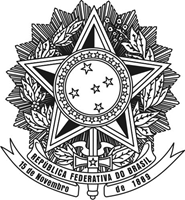 REPÚBLICA FEDERATIVA DO BRASIL
15 de Novembro de 1889